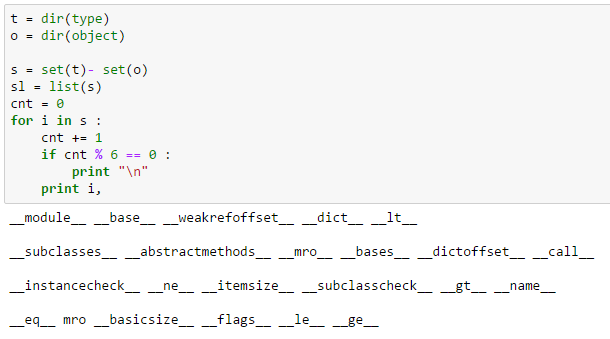 t = dir(type)
o = dir(object)
s = set(t)- set(o)
sl = list(s)
cnt = 0
for i in s :
    cnt += 1
    if cnt % 6 == 0 :
        print "\n"
    print i,
__module__ __base__ __weakrefoffset__ __dict__ __lt__
__subclasses__ __abstractmethods__ __mro__ __bases__ __dictoffset__ __call__
__instancecheck__ __ne__ __itemsize__ __subclasscheck__ __gt__ __name__
__eq__ mro __basicsize__ __flags__ __le__ __ge__